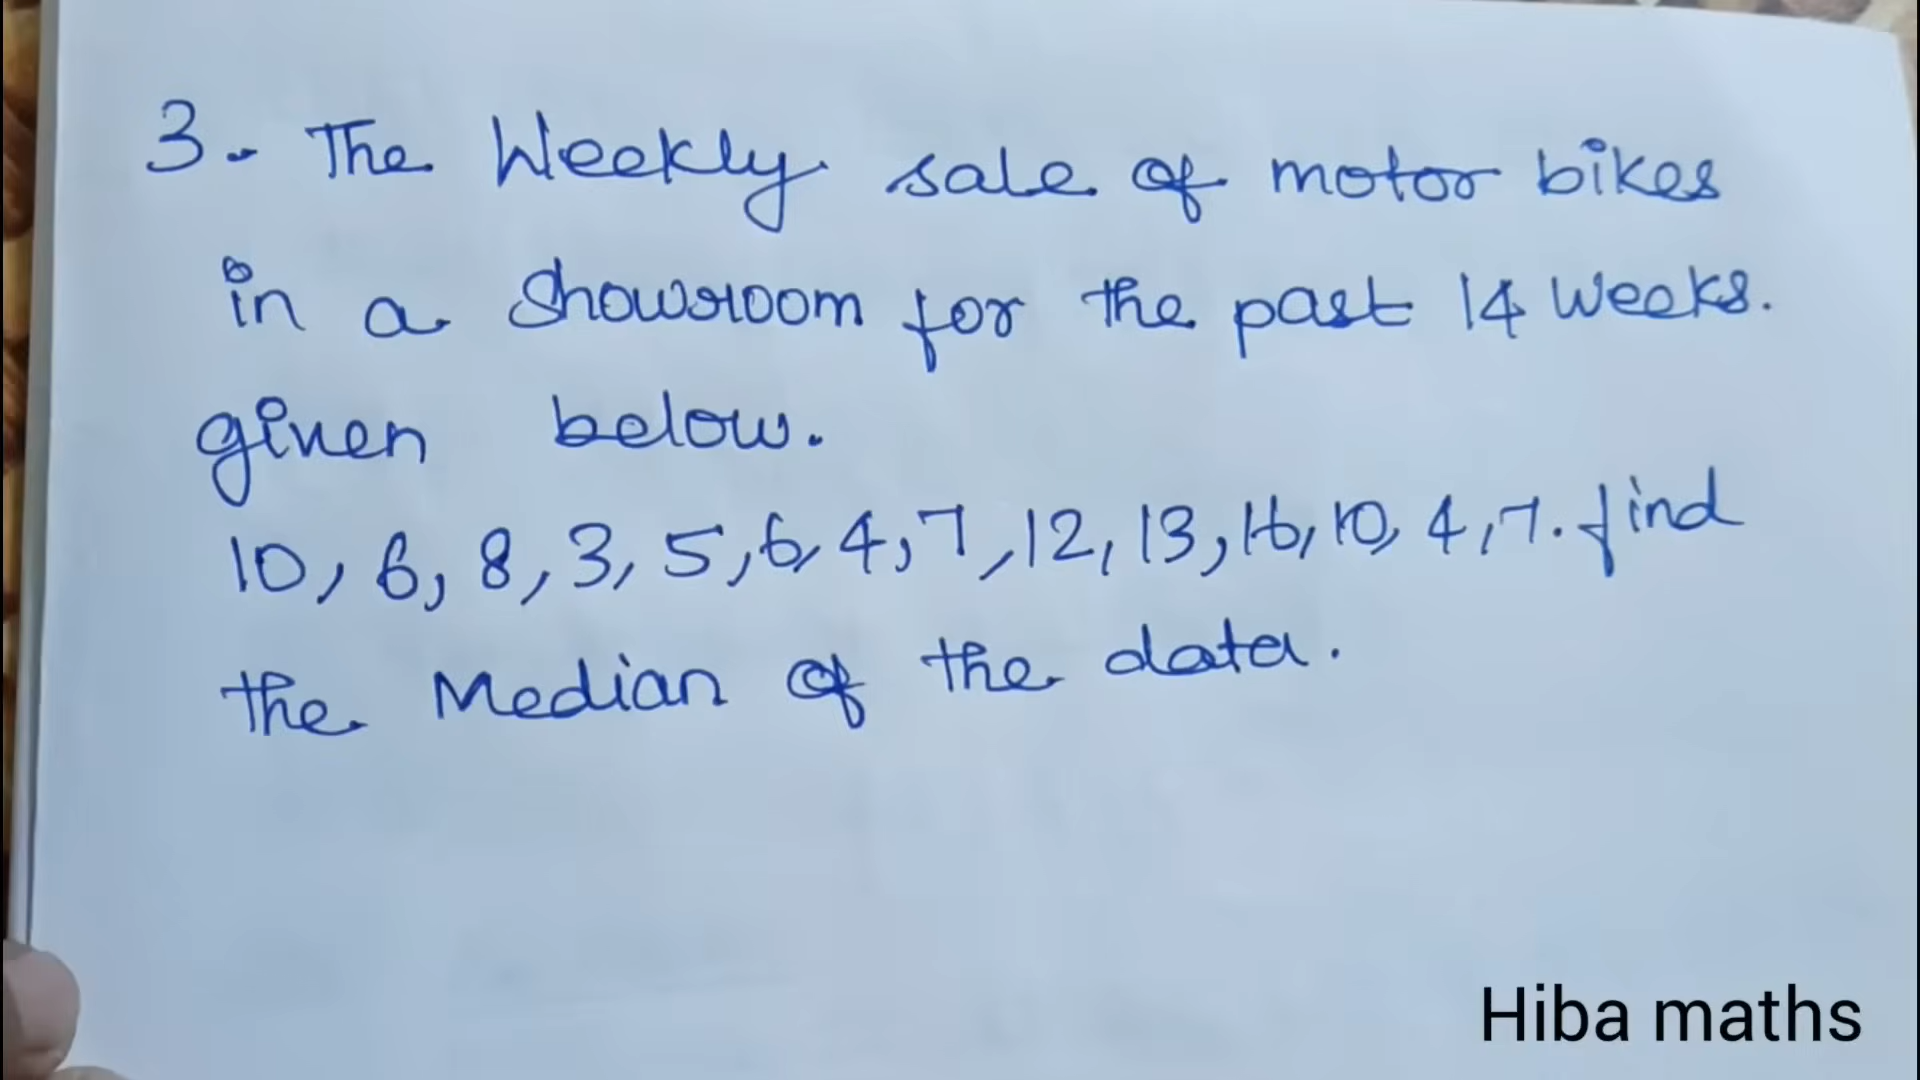 3. The Weekly sale of motor bikes
in a showroom for the past 14 weeks.
given below.
10, 6, 8, 3, 5, 6, 4, 7, 12, 13, 16, 10, 4, 7. find
the Median of the data.
Hiba maths